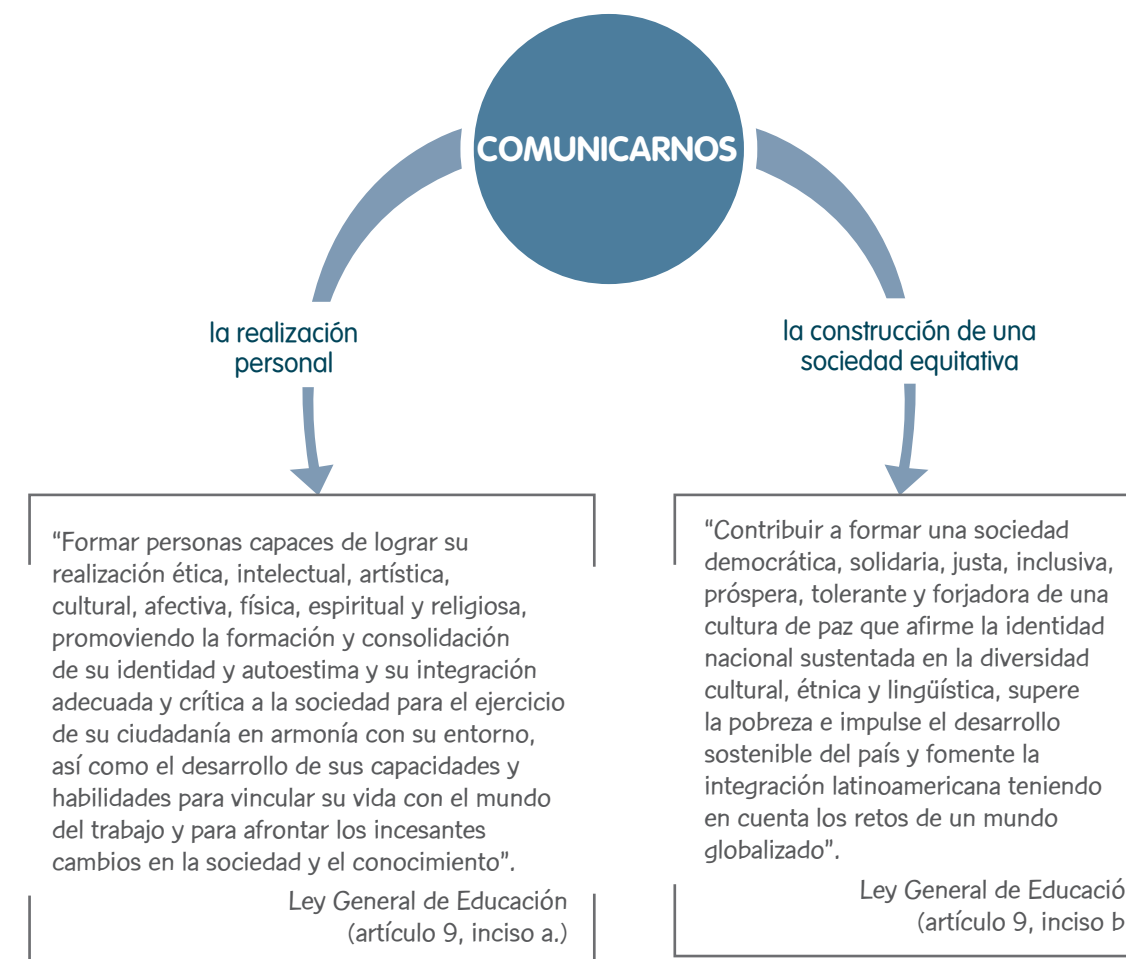 COMUNICARNOS
la realización
personal
la construcción de una
sociedad equitativa
“Formar personas capaces de lograr su
realización ética, intelectual, artística,
cultural, afectiva, física, espiritual y religiosa,
promoviendo la formación y consolidación
de su identidad y autoestima y su integración
adecuada y crítica a la sociedad para el ejercicio
de su ciudadanía en armonía con su entorno,
así como el desarrollo de sus capacidades y
habilidades para vincular su vida con el mundo
del trabajo y para afrontar los incesantes
cambios en la sociedad y el conocimiento”.
Ley General de Educación
(artículo 9, inciso a.)
“Contribuir a formar una sociedad
democrática, solidaria, justa, inclusiva,
próspera, tolerante y forjadora de una
cultura de paz que afirme la identidad
nacional sustentada en la diversidad
cultural, étnica y lingüística, supere
la pobreza e impulse el desarrollo
sostenible del país y fomente la
integración latinoamericana teniendo
en cuenta los retos de un mundo
globalizado”.
Ley General de Educació
(artículo 9, inciso b